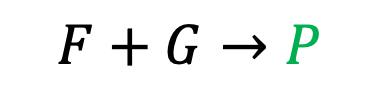 F + G → P